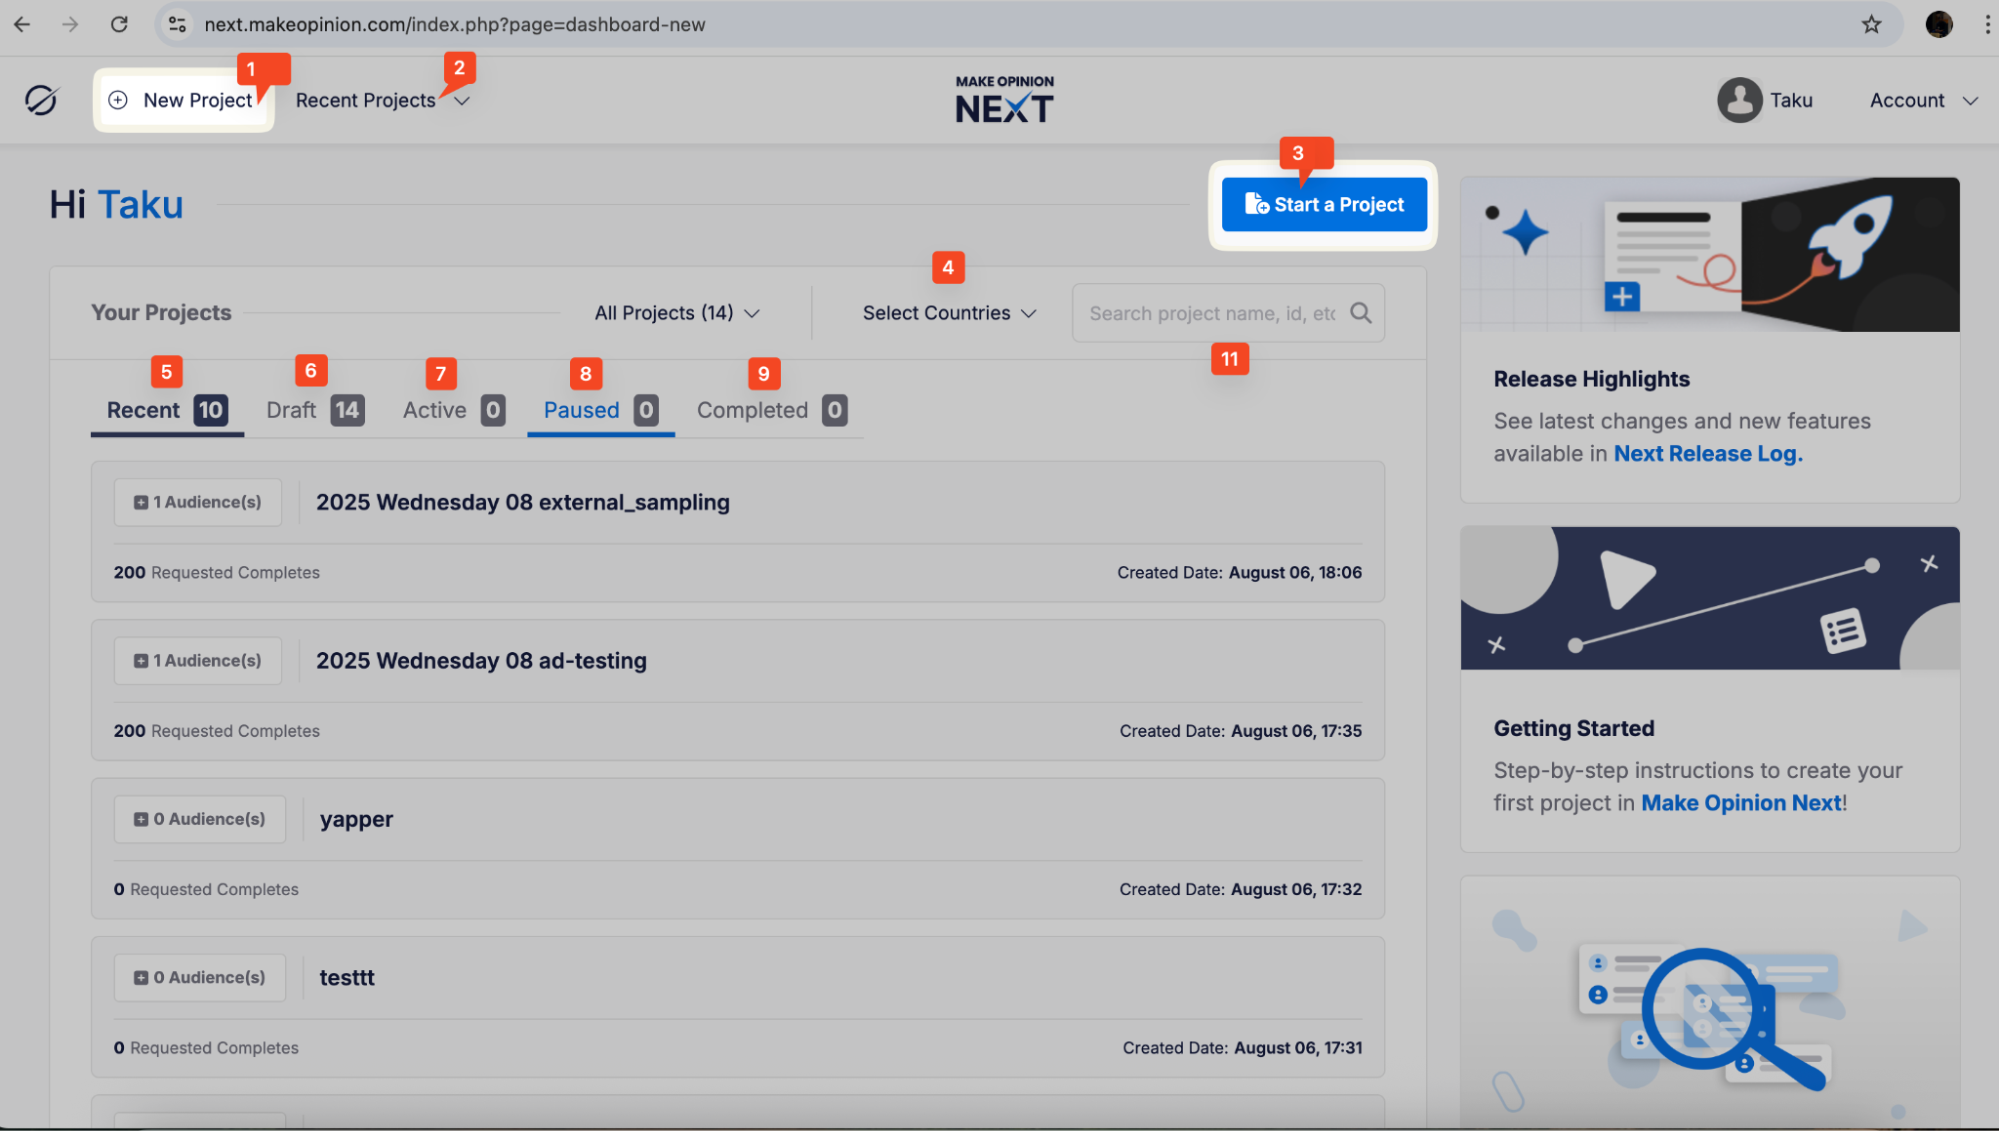 next.makeopinion.com/index.php?page=dashboard-new
1
2
New Project
Recent Projects
MAKE OPINION
NEXT
Taku
Account
3
Hi Taku
Start a Project
4
Your Projects
All Projects (14)
Select Countries
Search project name, id, etc
11
5
6
7
8
9
Recent 10
Draft 14
Active 0
Paused 0
Completed 0
1 Audience(s)
2025 Wednesday 08 external_sampling
200 Requested Completes
Created Date: August 06, 18:06
1 Audience(s)
2025 Wednesday 08 ad-testing
200 Requested Completes
Created Date: August 06, 17:35
0 Audience(s)
yapper
0 Requested Completes
Created Date: August 06, 17:32
0 Audience(s)
testtt
0 Requested Completes
Created Date: August 06, 17:31
Release Highlights
See latest changes and new features
available in Next Release Log.
Getting Started
Step-by-step instructions to create your
first project in Make Opinion Next!